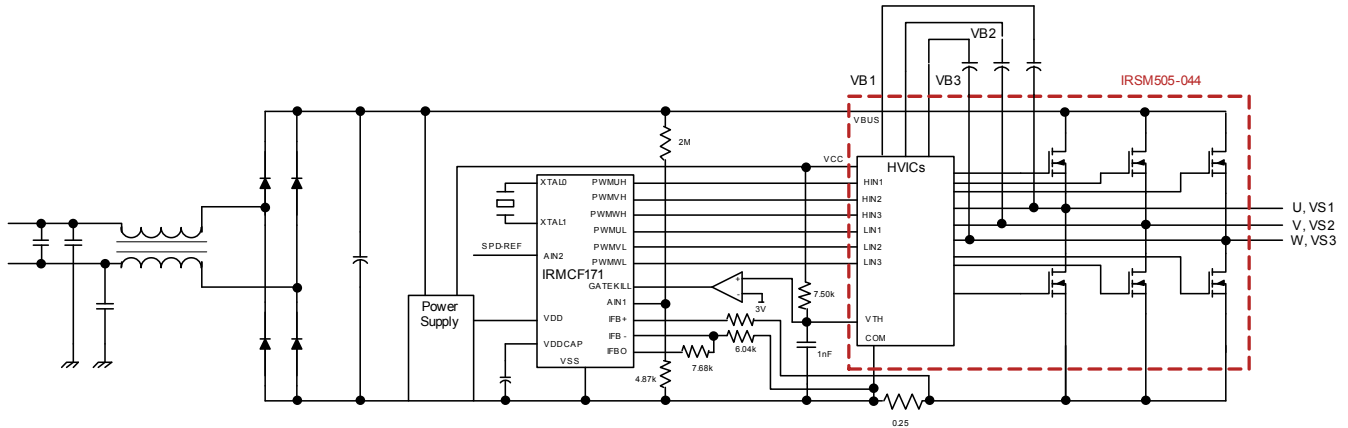 VB2
VB1
VB3
IRSM505-044
VBUS
2M
VCC
HVICs
XTAL0
PWMUH
HIN1
PWMVH
HIN2
U, VS1
PWMWH
HIN3
XTAL1
PWMUL
LIN1
V, VS2
SPD-REF
AIN2
PWMVL
LIN2
W, VS3
PWMWL
LIN3
IRMCF171
GATEKILL
+
-
3V
7.50k
AIN1
Power
Supply
VDD
IFB+
VTH
IFB -
COM
VDDCAP
6.04k
IFBO
1nF
VSS
7.68k
4.87k
0.25